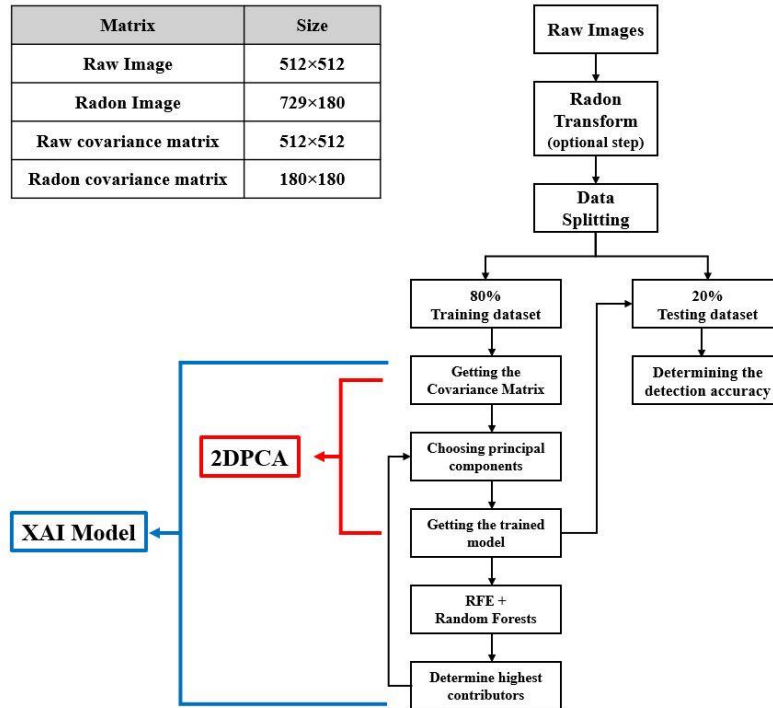 Matrix Size
Raw Image 512×512
Radon Image 729×180
Raw covariance matrix 512×512
Radon covariance matrix 180×180
Raw Images
Radon
Transform
(optional step)
Data
Splitting
80%
Training dataset
20%
Testing dataset
Getting the
Covariance Matrix
Determining the
detection accuracy
Choosing principal
components
2DPCA
XAI Model
Getting the trained
model
RFE +
Random Forests
Determine highest
contributors